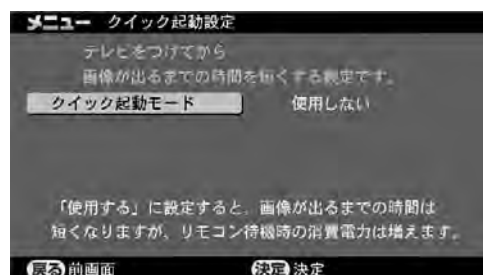 メニュー クイック起動設定
テレビをつけてから
画像が出るまでの時間を短くする設定です。
クイック起動モード 使用しない
「使用する」に設定すると、画像が出るまでの時間は
短くなりますが、リモコン待機時の消費電力は増えます。
戻る 前画面 決定 決定